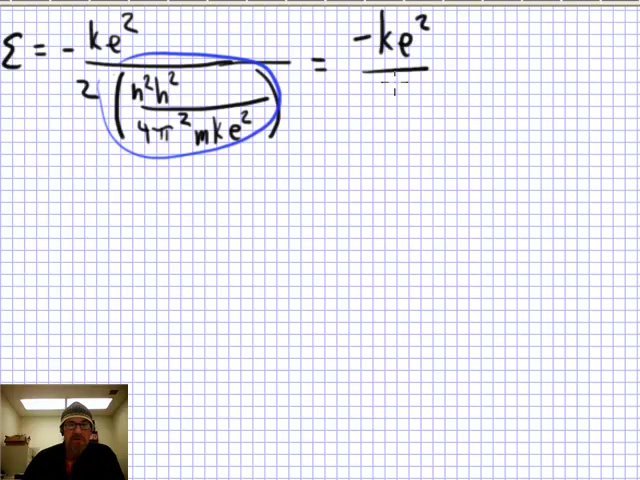 Ɛ = - ke² / 2 (n²h² / 4π²mke²) = -ke² /